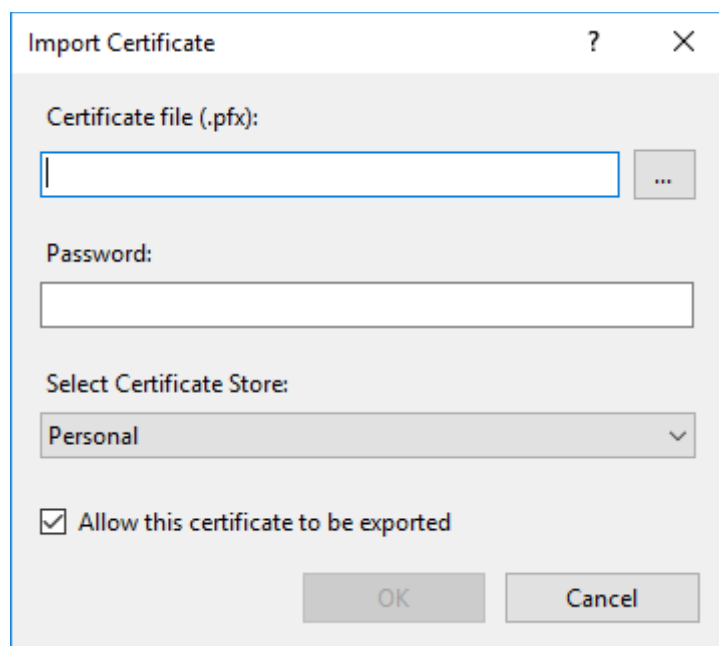 Import Certificate ?
Certificate file (.pfx):
...
Password:
Select Certificate Store:
Personal
Allow this certificate to be exported
OK Cancel